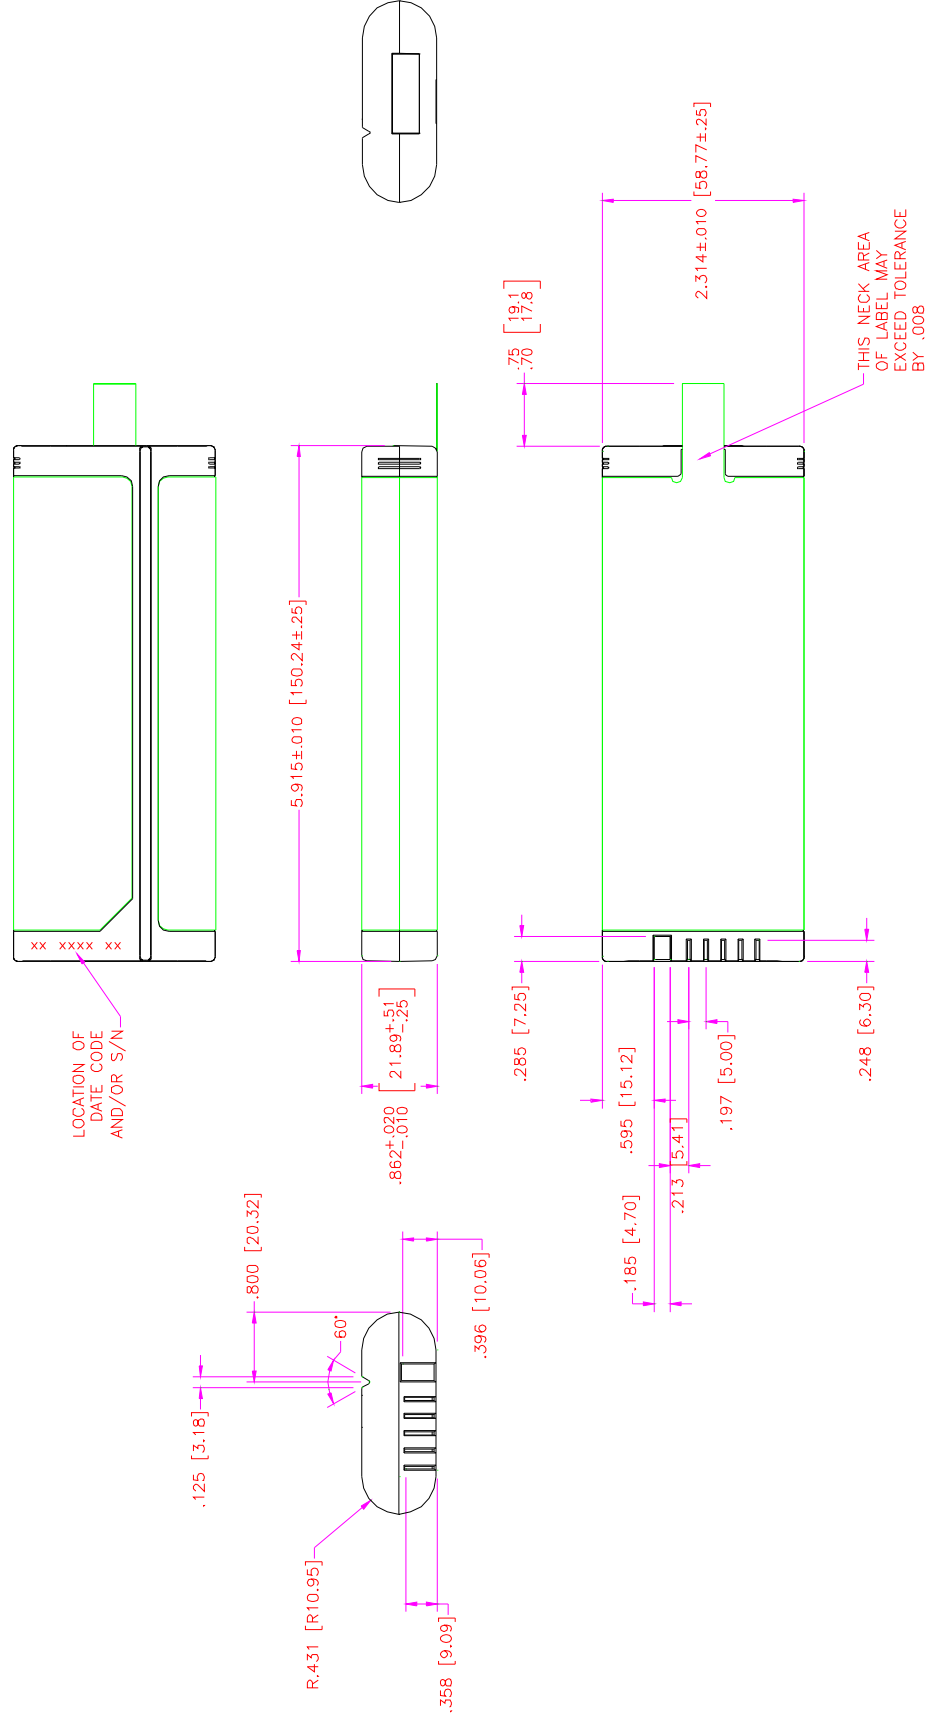 XX XXXX XX
LOCATION OF
DATE CODE
AND/OR S/N
5.915±.010 [150.24±.25]
.862+.020
-.010
[21.89+.51
-.25]
.75
.70
[19.1
17.8]
2.314±.010 [58.77±.25]
THIS NECK AREA
OF LABEL MAY
EXCEED TOLERANCE
BY .008
.285 [7.25]
.595 [15.12]
.185 [4.70]
.213 [5.41]
.197 [5.00]
.248 [6.30]
.125 [3.18]
.800 [20.32]
60°
R.431 [R10.95]
.396 [10.06]
.358 [9.09]